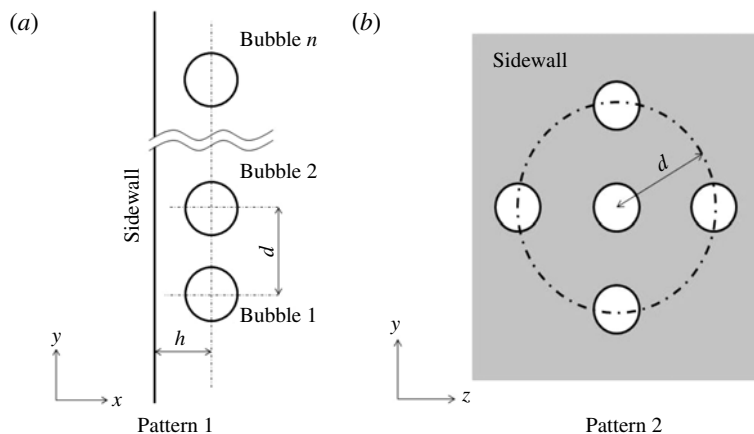 (a)
Bubble n
Bubble 2
Sidewall
d
Bubble 1
h
y
x
Pattern 1
(b)
Sidewall
d
y
z
Pattern 2